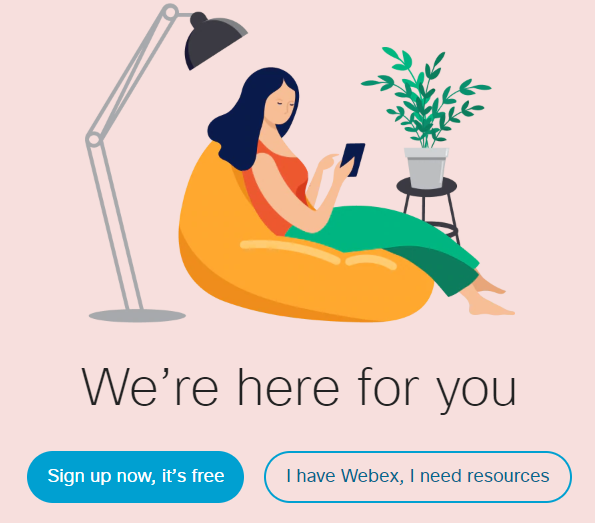 We’re here for you
Sign up now, it’s free
I have Webex, I need resources